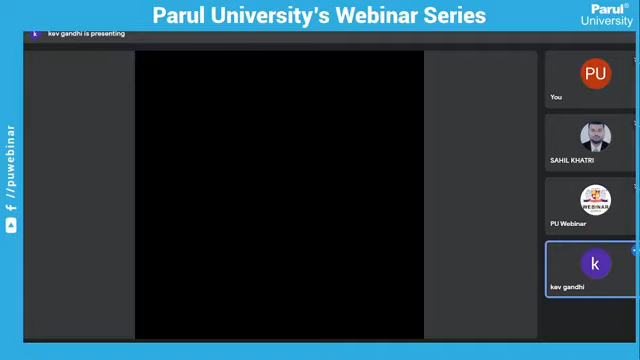 Parul University's Webinar Series
Parul®
University
k kev gandhi is presenting
PU
You
SAHIL KHATRI
WEBINAR
PU Webinar
k
kev gandhi
//puwebinar